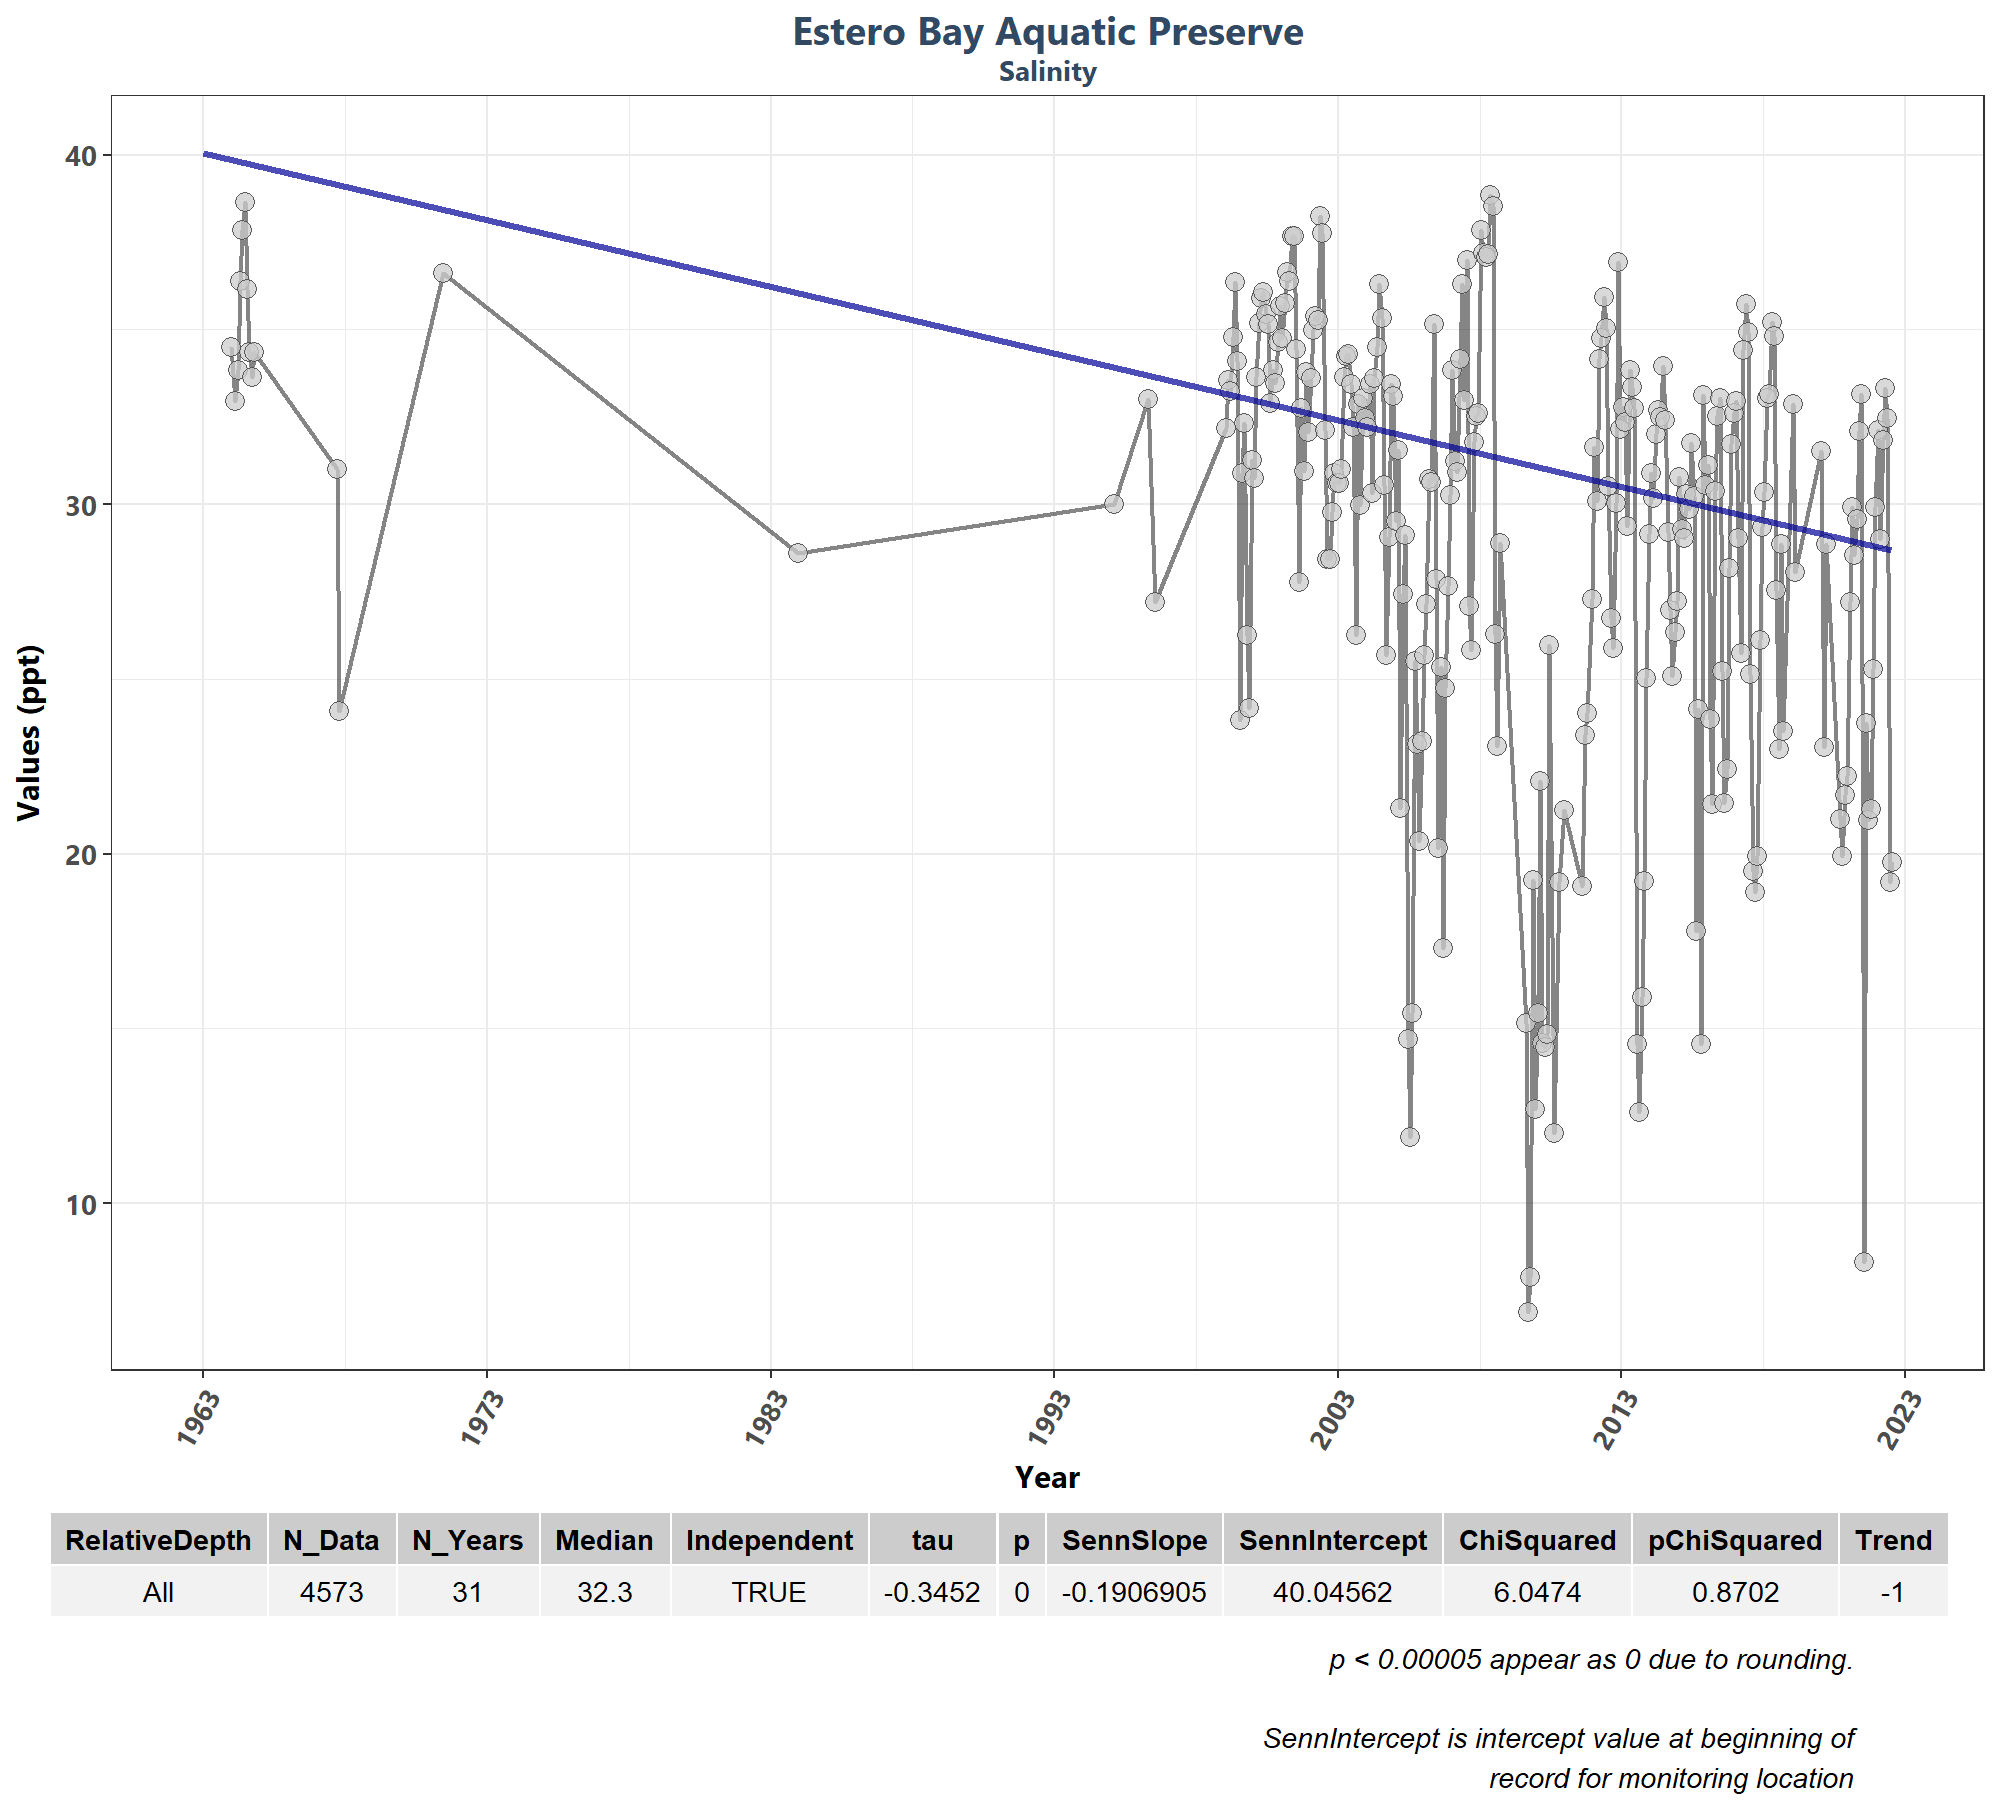 Estero Bay Aquatic Preserve
Salinity
Values (ppt)
40
30
20
10
1963 1973 1983 1993 2003 2013 2023
Year
RelativeDepth N_Data N_Years Median Independent tau p SennSlope SennIntercept ChiSquared pChiSquared Trend
All 4573 31 32.3 TRUE -0.3452 0 -0.1906905 40.04562 6.0474 0.8702 -1
p < 0.00005 appear as 0 due to rounding.
SennIntercept is intercept value at beginning of
record for monitoring location